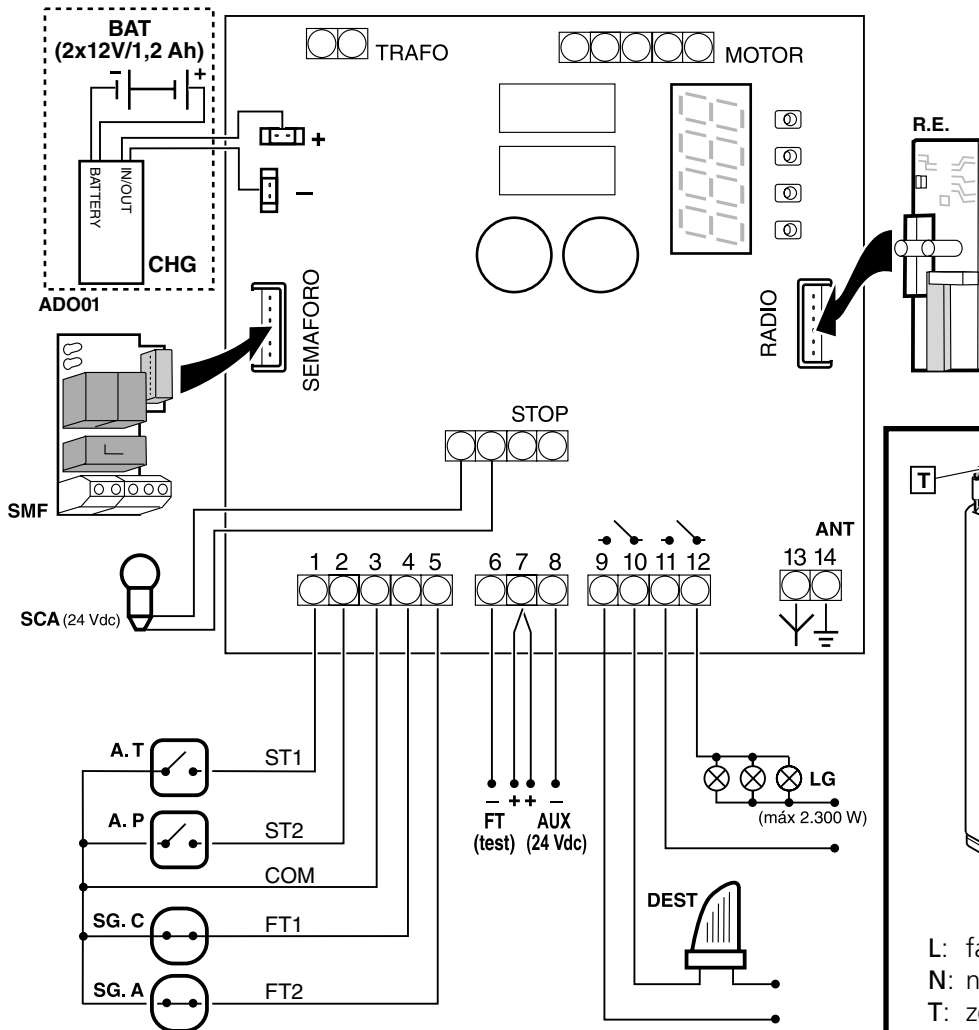 BAT
(2x12V/1,2 Ah)
- +
TRAFO
MOTOR
+
−
BATTERY
IN/OUT
CHG
ADO01
R.E.
SEMAFORO
RADIO
STOP
SMF
SCA (24 Vdc)
ANT
1 2 3 4 5 6 7 8 9 10 11 12 13 14
T
A. T ST1
A. P ST2
COM
SG. C FT1
SG. A FT2
− + + −
FT AUX
(test) (24 Vdc)
LG
(máx 2.300 W)
DEST
L:
N:
T: